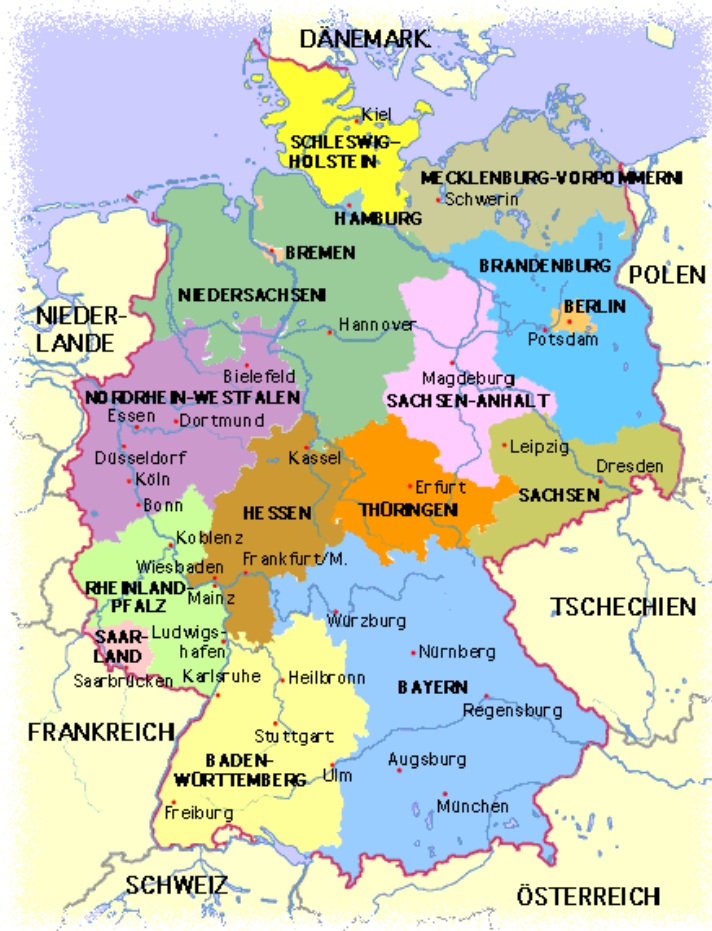 DÄNEMARK
Kiel
SCHLESWIG-
HOLSTEIN
MECKLENBURG-VORPOMMERN
Schwerin
HAMBURG
BREMEN
BRANDENBURG
POLEN
NIEDERSACHSEN
BERLIN
NIEDER-
LANDE
Hannover
Potsdam
Bielefeld
Magdeburg
NORDRHEIN-WESTFALEN
SACHSEN-ANHALT
Essen
Dortmund
Leipzig
Düsseldorf
Kassel
Dresden
Köln
Erfurt
SACHSEN
Bonn
HESSEN
THÜRINGEN
Koblenz
Frankfurt/M.
Wiesbaden
RHEINLAND-
PFALZ
Mainz
TSCHECHIEN
Würzburg
SAAR-
LAND
Ludwigs-
hafen
Nürnberg
Saarbrücken
Karlsruhe
Heilbronn
BAYERN
Regensburg
FRANKREICH
Stuttgart
BADEN-
WÜRTTEMBERG
Ulm
Augsburg
Freiburg
München
SCHWEIZ
ÖSTERREICH